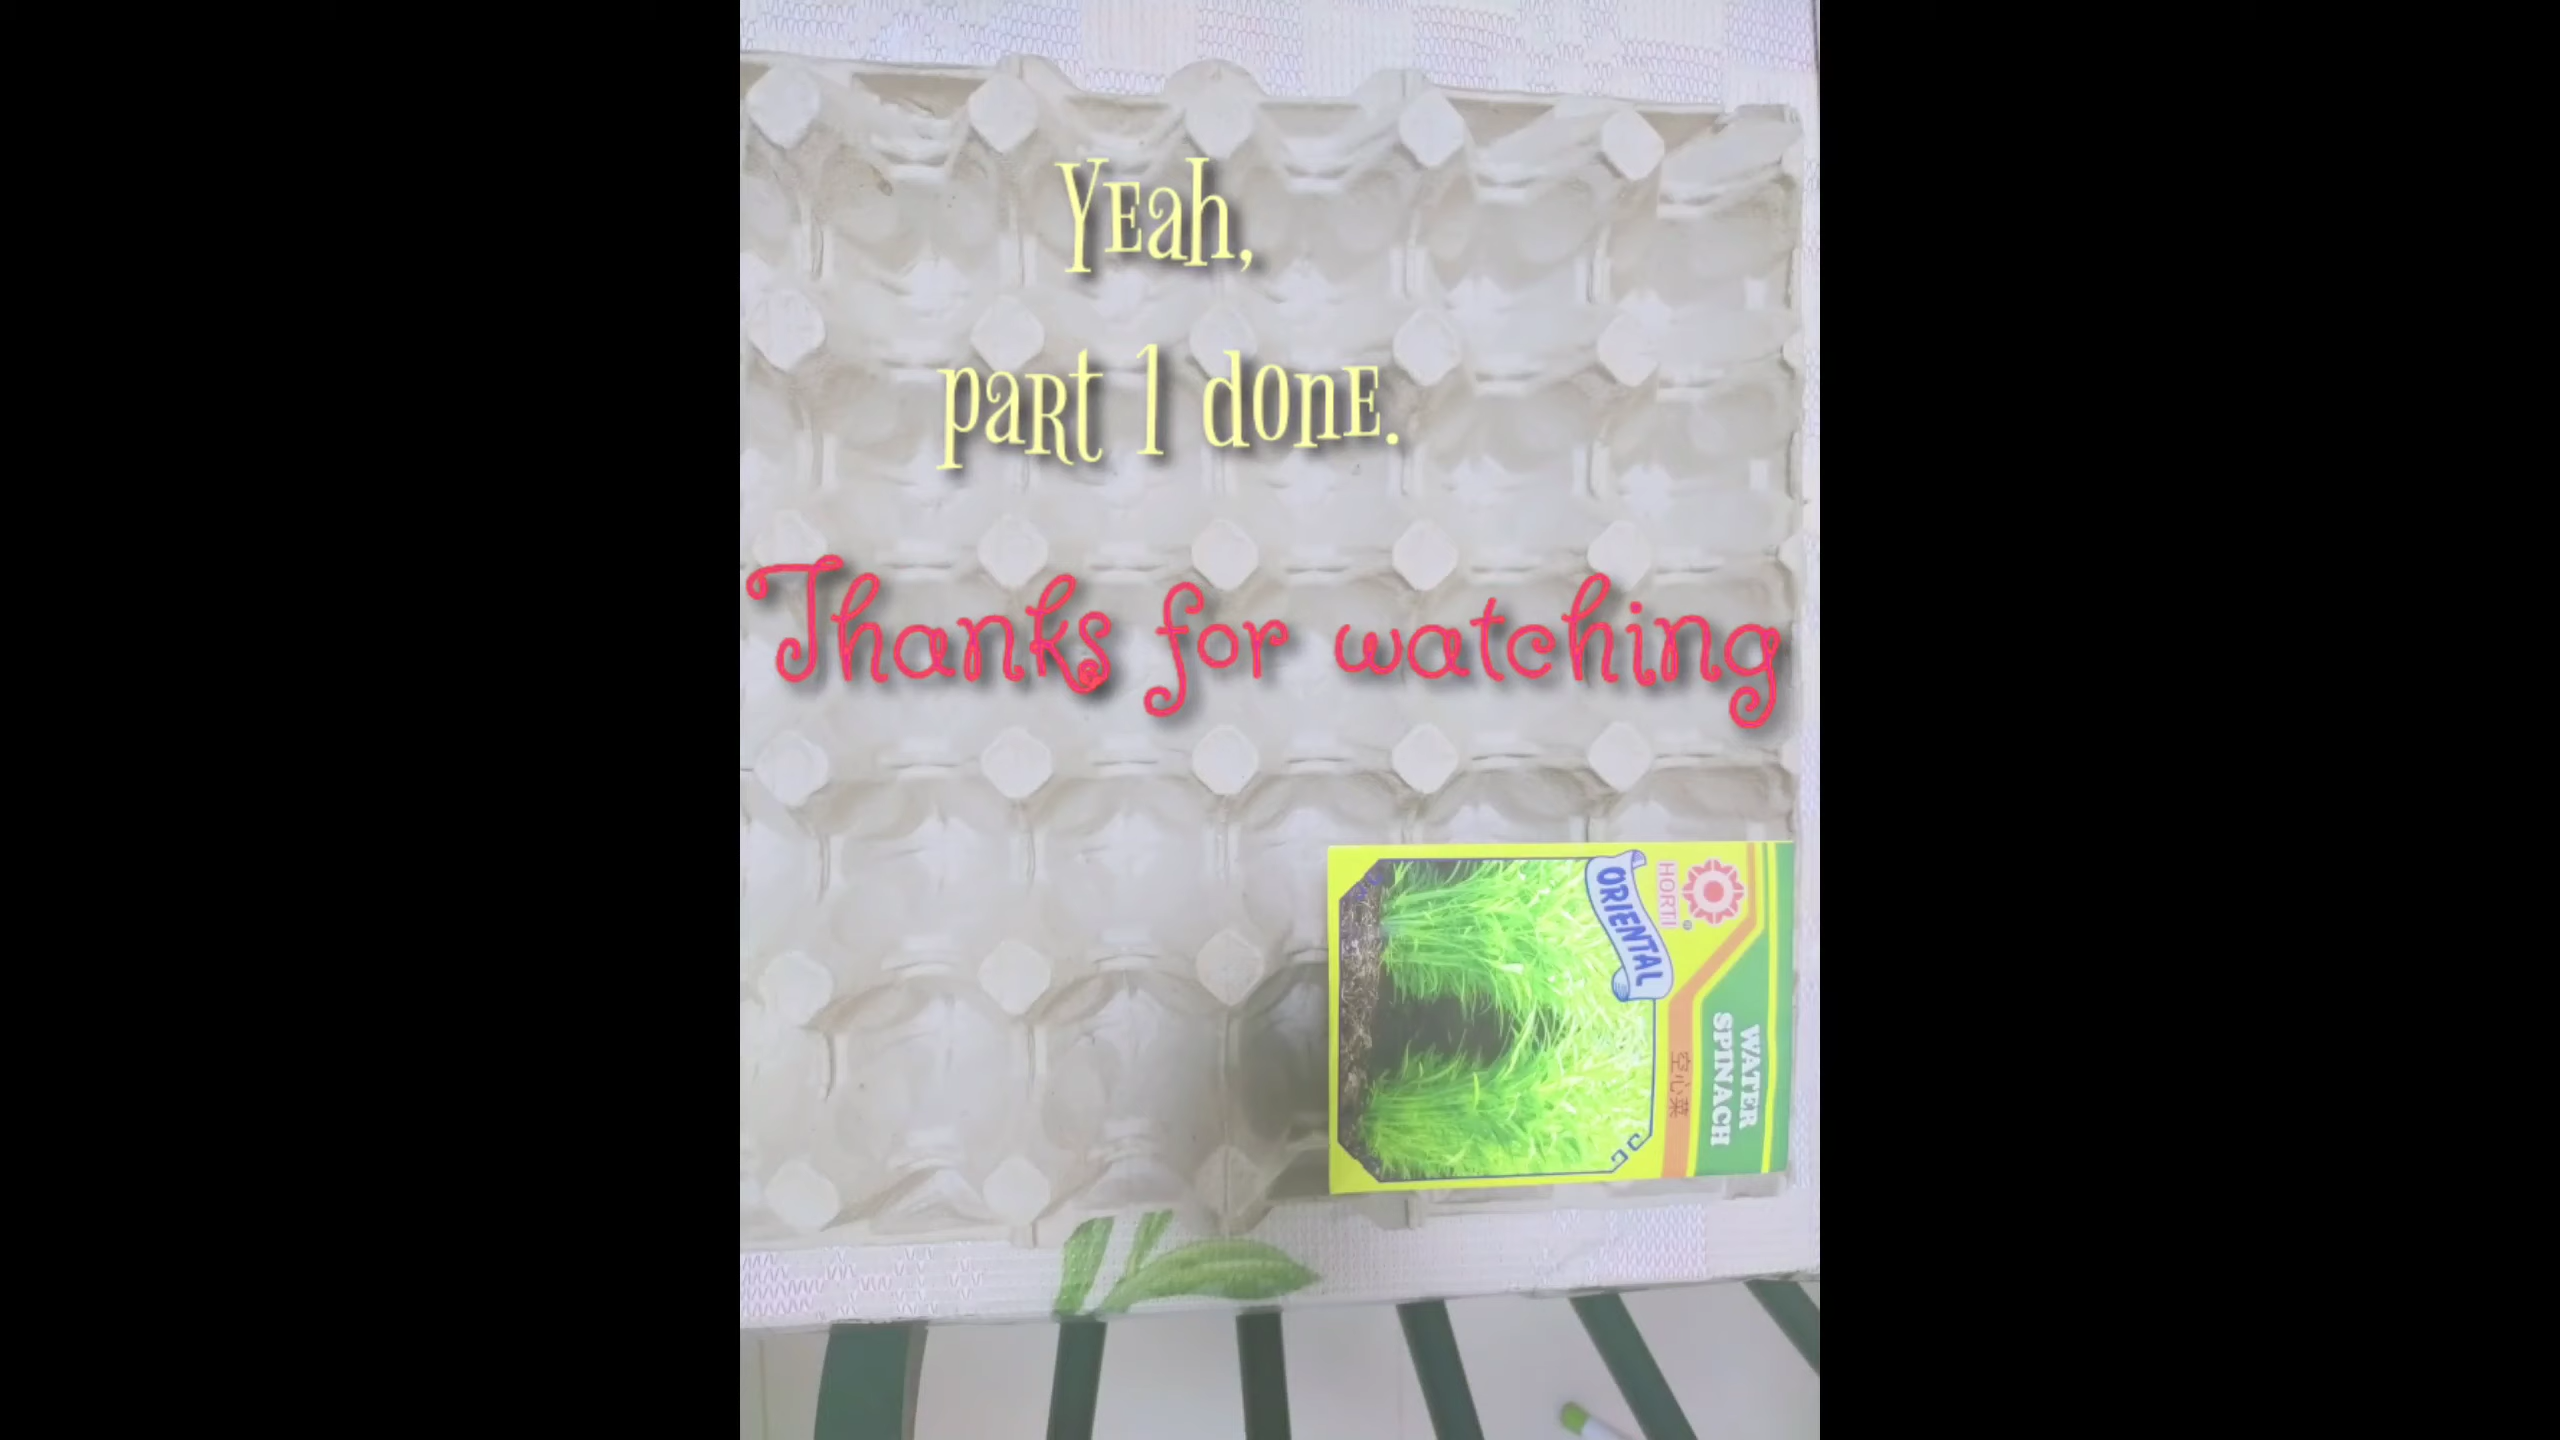 Yeah,
part 1 done.
Thanks for watching
HORTI®
ORIENTAL
WATER
SPINACH
空心菜